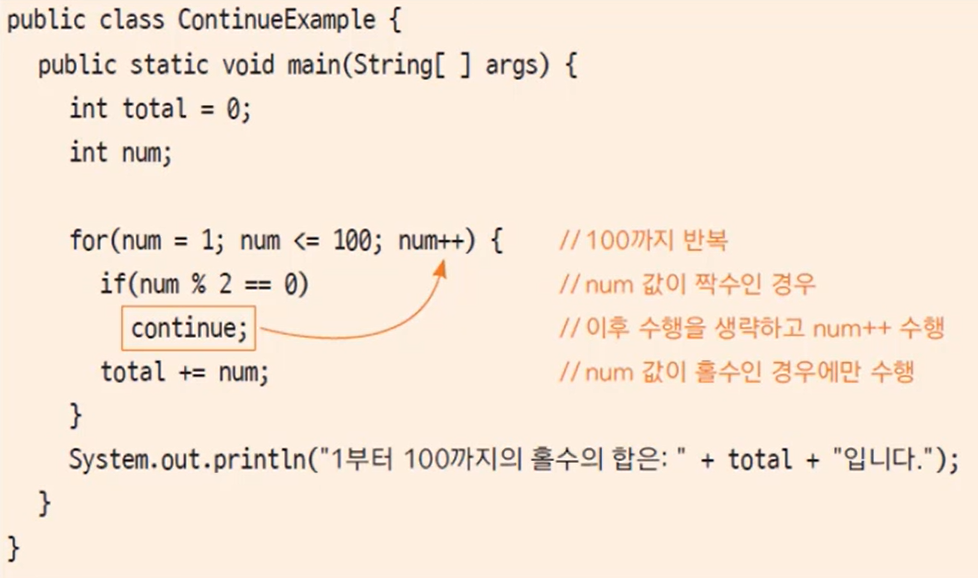 public class ContinueExample {
public static void main(String[ ] args) {
int total = 0;
int num;
for(num = 1; num <= 100; num++) { //100까지 반복
if(num % 2 == 0) //num 값이 짝수인 경우
continue; //이후 수행을 생략하고 num++ 수행
total += num; //num 값이 홀수인 경우에만 수행
}
System.out.println("1부터 100까지의 홀수의 합은: " + total + "입니다.");
}
}